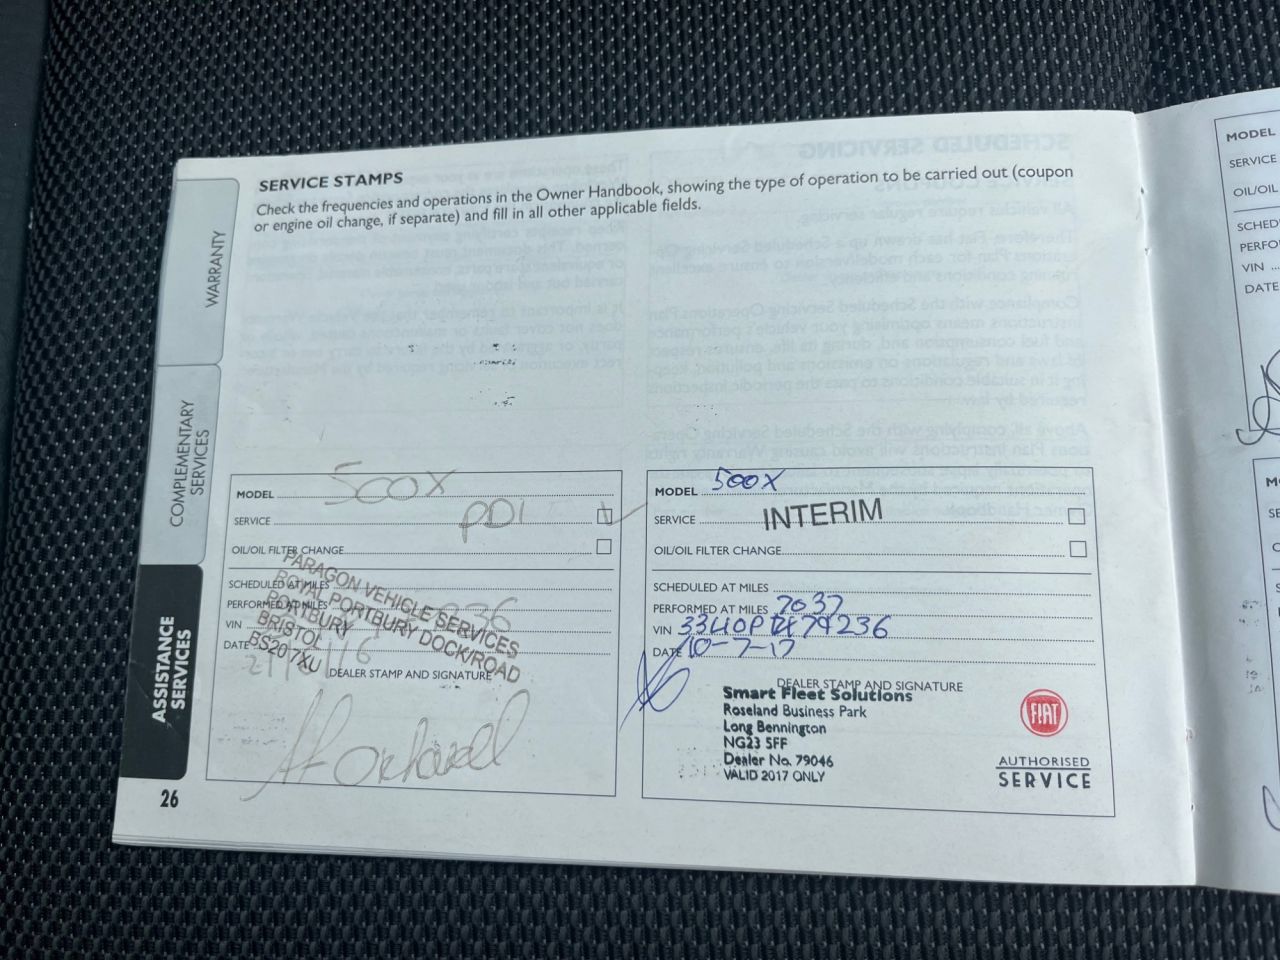 SERVICE STAMPS
Check the frequencies and operations in the Owner Handbook, showing the type of operation to be carried out (coupon
or engine oil change, if separate) and fill in all other applicable fields.
WARRANTY
COMPLEMENTARY
SERVICES
ASSISTANCE
SERVICES
26
MODEL 500X
SERVICE PDI
OIL/OIL FILTER CHANGE
SCHEDULED AT MILES
PERFORMED AT MILES
VIN 236
DATE
PARAGON VEHICLE SERVICES
ROYAL PORTBURY DOCK/ROAD
PORTBURY
BRISTOL
BS20 7XU
DEALER STAMP AND SIGNATURE
MODEL 500X
SERVICE INTERIM
OIL/OIL FILTER CHANGE
SCHEDULED AT MILES
PERFORMED AT MILES 7037
VIN
DATE 10-7-17
DEALER STAMP AND SIGNATURE
Smart Fleet Solutions
Roseland Business Park
Long Bennington
NG23 5FF
Dealer No. 79046
VALID 2017 ONLY
FIAT
AUTHORISED
SERVICE
MODEL
SERVICE
OIL/OIL
SCHED
PERFO
VIN
DATE